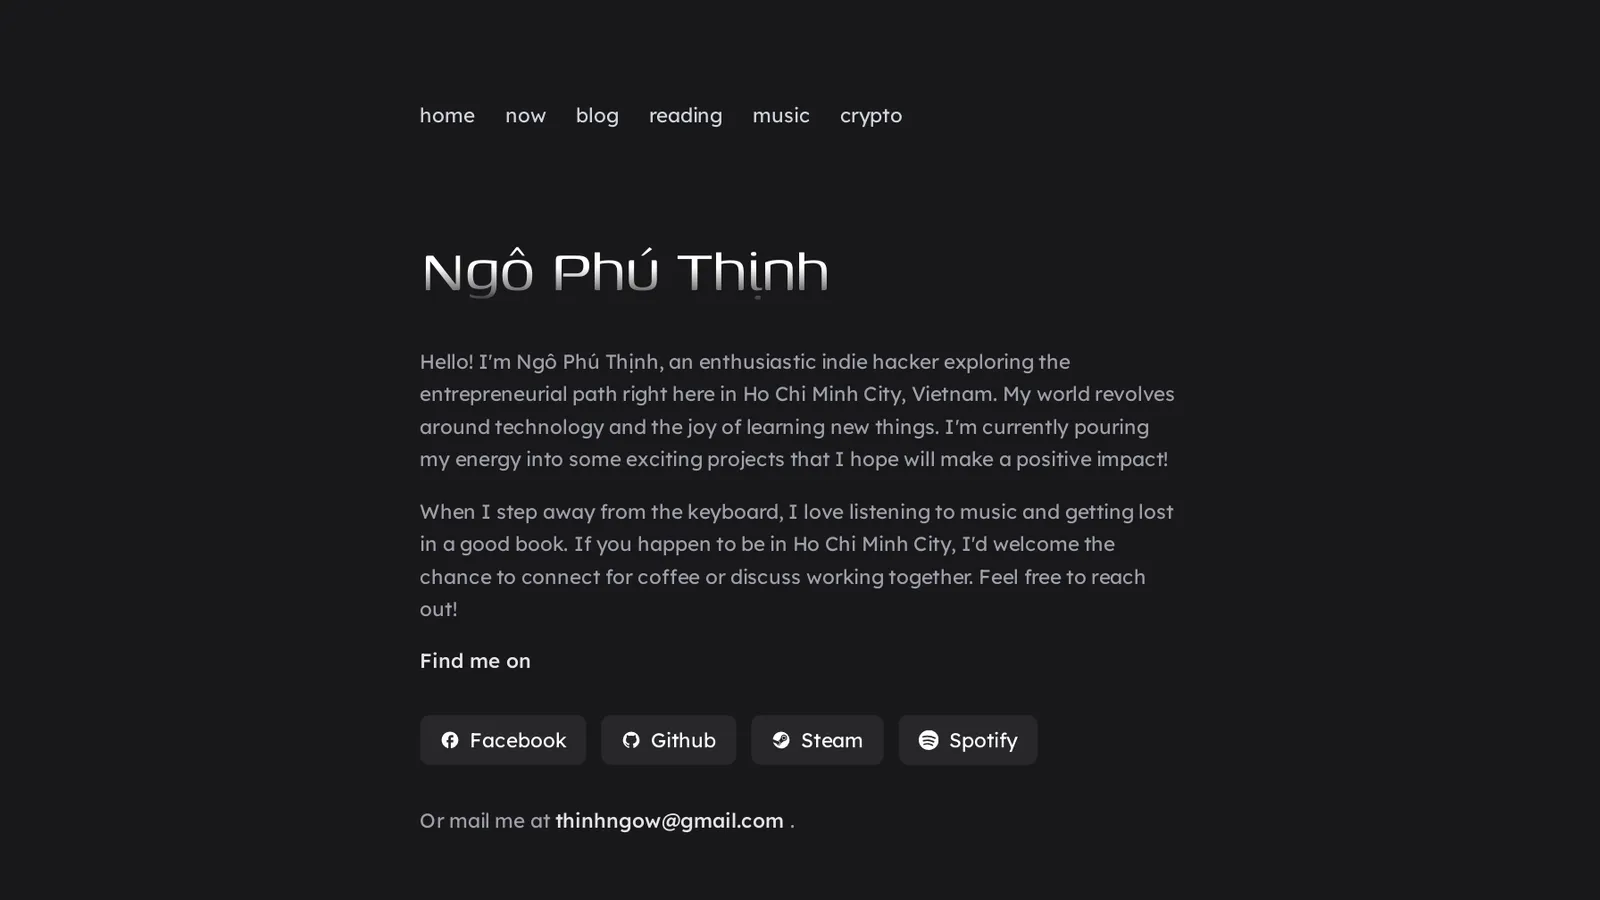 home now blog reading music crypto
Ngô Phú Thịnh
Hello! I'm Ngô Phú Thịnh, an enthusiastic indie hacker exploring the
entrepreneurial path right here in Ho Chi Minh City, Vietnam. My world revolves
around technology and the joy of learning new things. I'm currently pouring
my energy into some exciting projects that I hope will make a positive impact!
When I step away from the keyboard, I love listening to music and getting lost
in a good book. If you happen to be in Ho Chi Minh City, I'd welcome the
chance to connect for coffee or discuss working together. Feel free to reach
out!
Find me on
Facebook Github Steam Spotify
Or mail me at thinhngow@gmail.com .